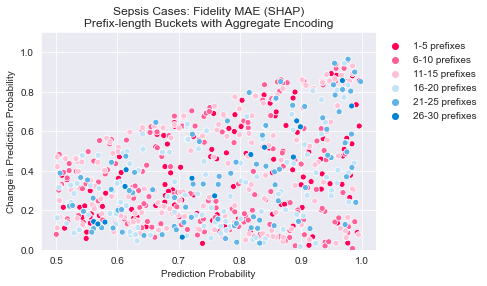 Sepsis Cases: Fidelity MAE (SHAP)
Prefix-length Buckets with Aggregate Encoding
1-5 prefixes
6-10 prefixes
11-15 prefixes
16-20 prefixes
21-25 prefixes
26-30 prefixes
Change in Prediction Probability
1.0
0.8
0.6
0.4
0.2
0.0
0.5 0.6 0.7 0.8 0.9 1.0
Prediction Probability